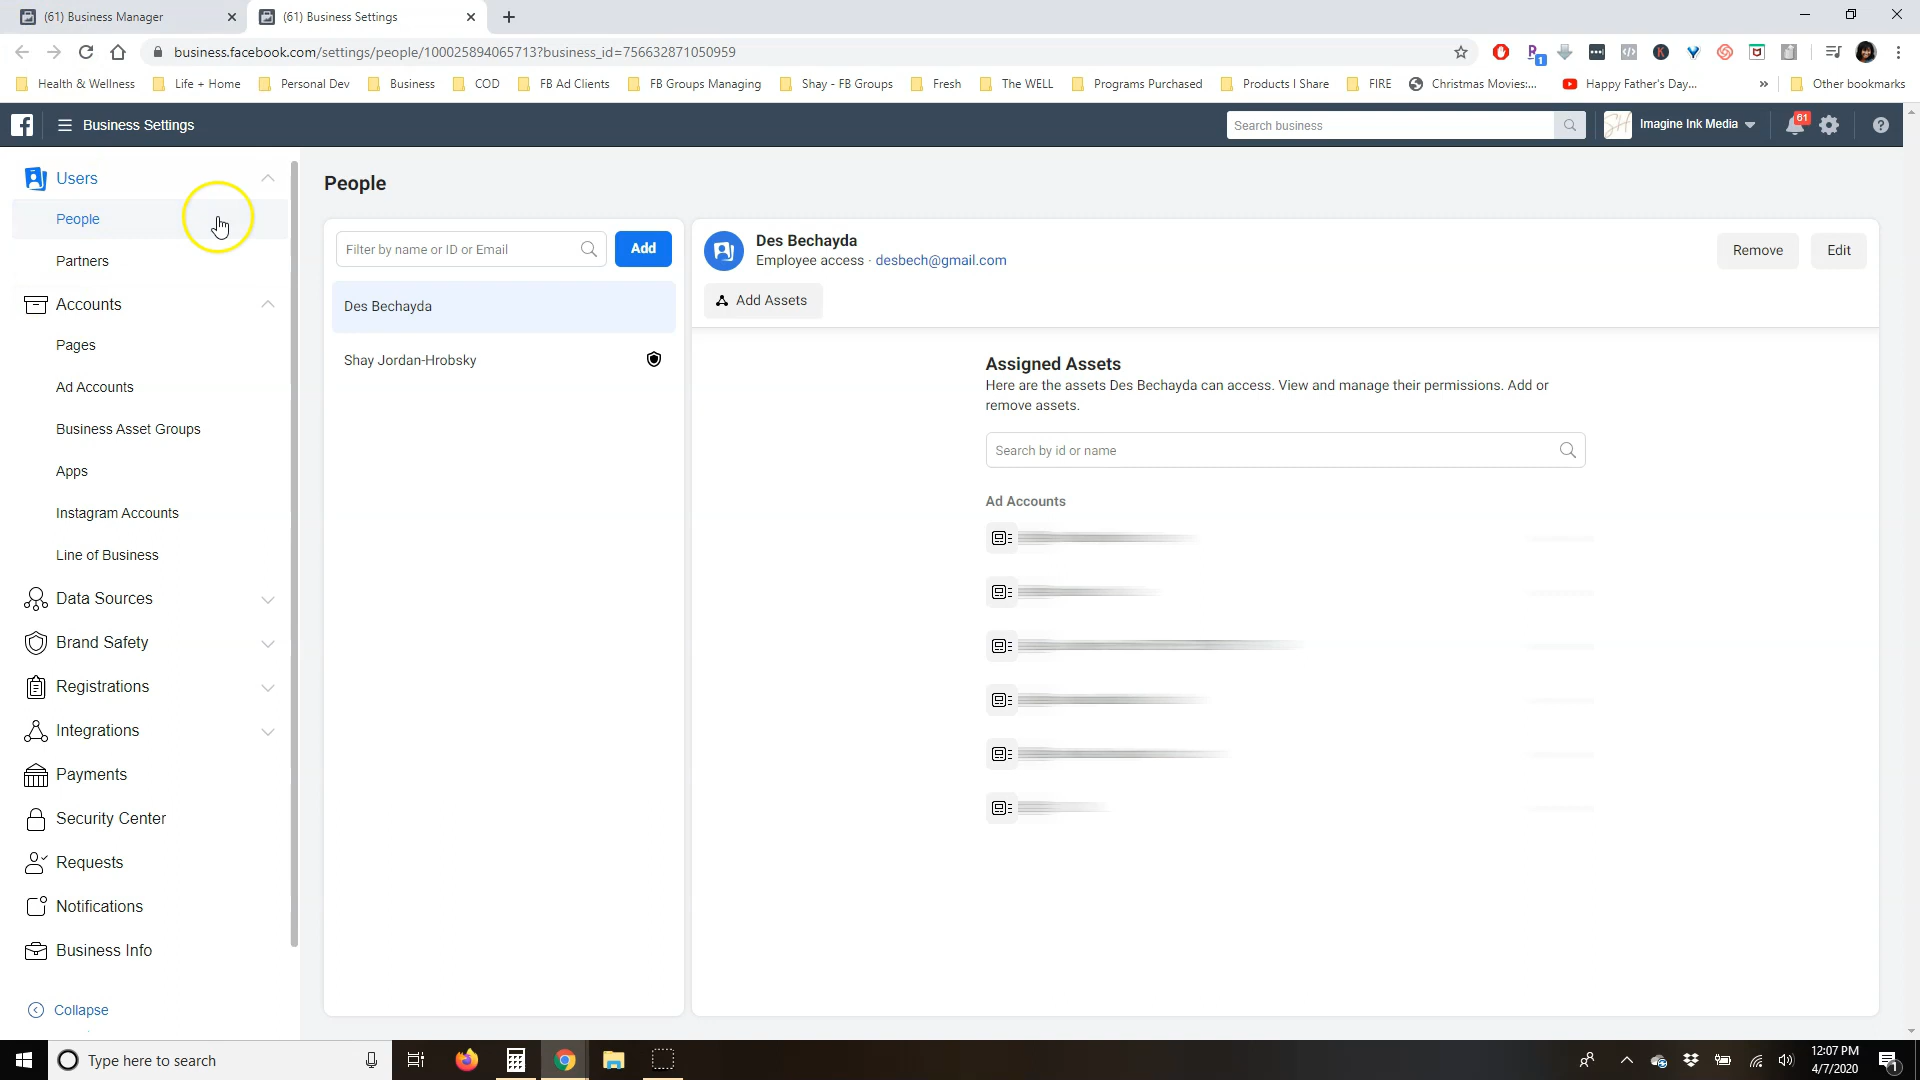 (61) Business Manager
(61) Business Settings
business.facebook.com/settings/people/100025894065713?business_id=756632871050959
1
Health & Wellness
Life + Home
Personal Dev
Business
COD
FB Ad Clients
FB Groups Managing
Shay - FB Groups
Fresh
The WELL
Programs Purchased
Products I Share
FIRE
Christmas Movies:...
Happy Father's Day...
Other bookmarks
Business Settings
Search business
Imagine Ink Media
61
Users
People
Partners
Accounts
Pages
Ad Accounts
Business Asset Groups
Apps
Instagram Accounts
Line of Business
Data Sources
Brand Safety
Registrations
Integrations
Payments
Security Center
Requests
Notifications
Business Info
Collapse
People
Filter by name or ID or Email
Add
Des Bechayda
Shay Jordan-Hrobsky
Des Bechayda
Employee access · desbech@gmail.com
Remove
Edit
Add Assets
Assigned Assets
Here are the assets Des Bechayda can access. View and manage their permissions. Add or
remove assets.
Search by id or name
Ad Accounts
Type here to search
12:07 PM
4/7/2020
1